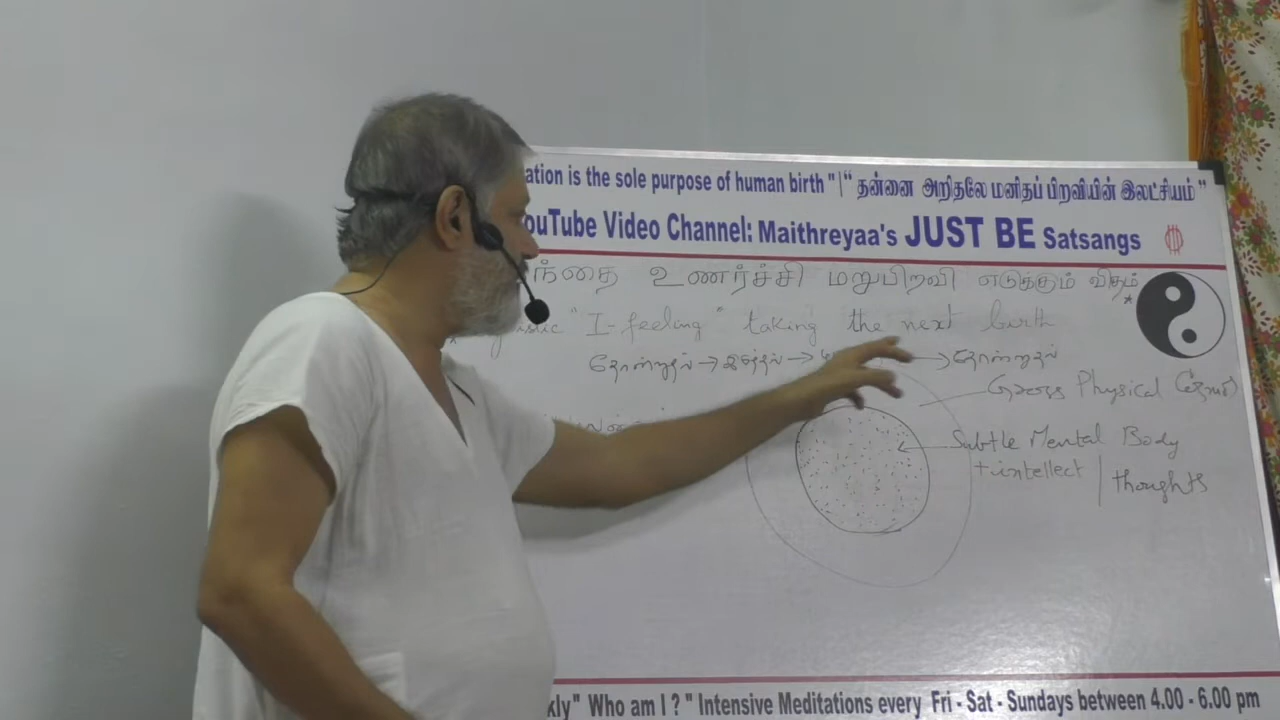 ation is the sole purpose of human birth " | " தன்னை அறிதலே மனிதப் பிறவியின் இலட்சியம் "
ouTube Video Channel: Maithreyaa's JUST BE Satsangs
ந்தை உணர்ச்சி மறுபிறவி எடுக்கும் விதம்
istic " I-feeling " taking the next birth
தோன்றுதல் → இருத்தல் → → தோன்றுதல்
Gross Physical
Subtle Mental Body
+ intellect | thoughts
kly" Who am I ? " Intensive Meditations every Fri - Sat - Sundays between 4.00 - 6.00 pm